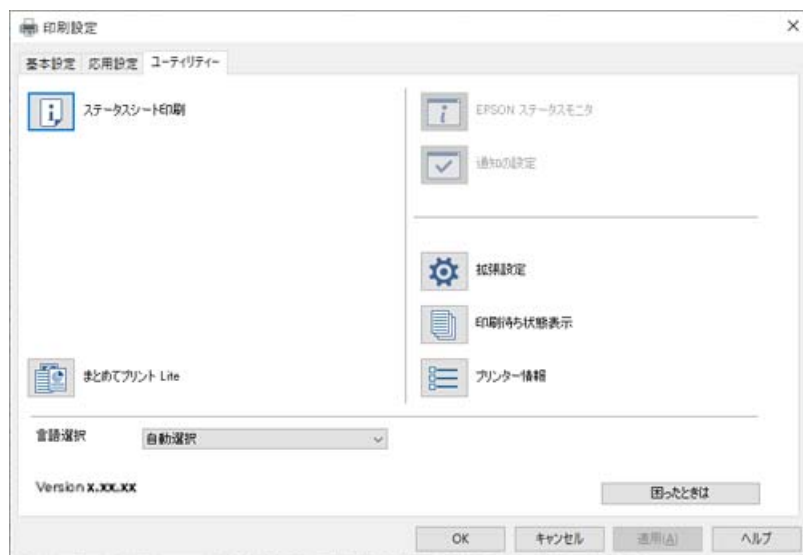 印刷設定
基本設定 応用設定 ユーティリティー
ステータスシート印刷
まとめてプリント Lite
EPSON ステータスモニタ
通知の設定
拡張設定
印刷待ち状態表示
プリンター情報
言語選択 自動選択
Version x.xx.xx
困ったときは
OK キャンセル 適用(A) ヘルプ